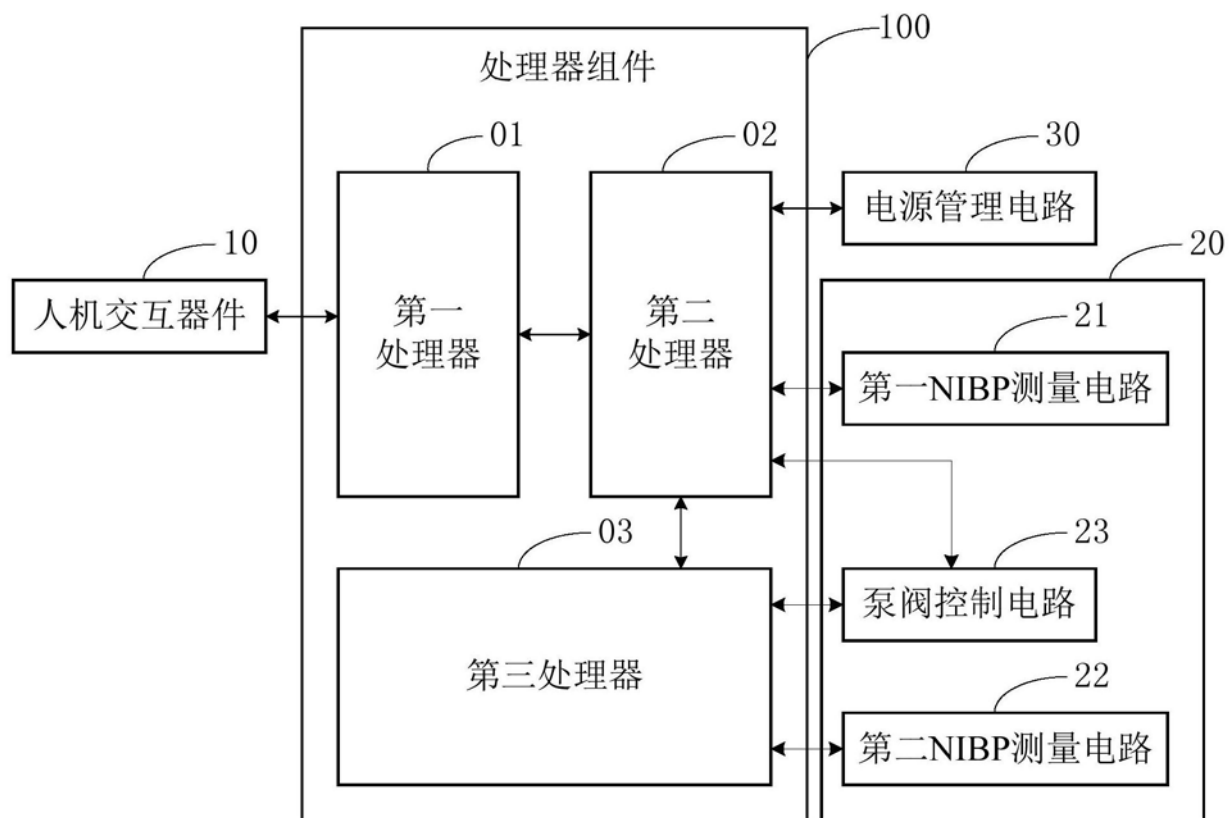 100
处理器组件
01
02
30
电源管理电路
10
人机交互器件
第一
处理器
第二
处理器
20
21
第一NIBP测量电路
03
23
泵阀控制电路
第三处理器
22
第二NIBP测量电路